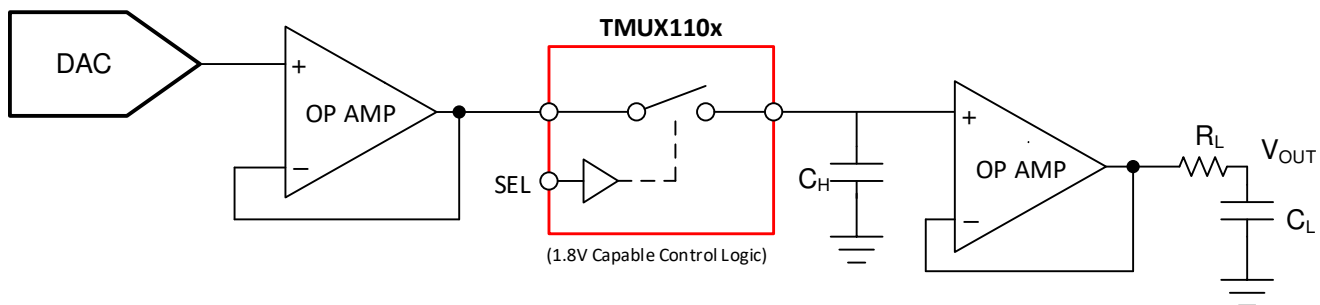 TMUX110x
DAC
+
OP AMP
−
SEL
(1.8V Capable Control Logic)
C_H
+
OP AMP
−
R_L
V_OUT
C_L